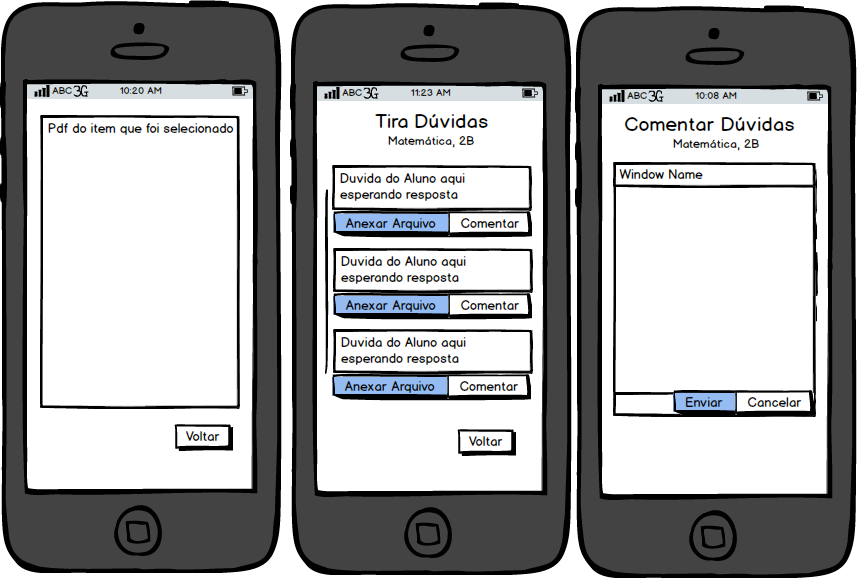 ABC 3G 10:20 AM
Pdf do item que foi selecionado
Voltar
ABC 3G 11:23 AM
Tira Dúvidas
Matemática, 2B
Duvida do Aluno aqui
esperando resposta
Anexar Arquivo Comentar
Duvida do Aluno aqui
esperando resposta
Anexar Arquivo Comentar
Duvida do Aluno aqui
esperando resposta
Anexar Arquivo Comentar
Voltar
ABC 3G 10:08 AM
Comentar Dúvidas
Matemática, 2B
Window Name
Enviar Cancelar